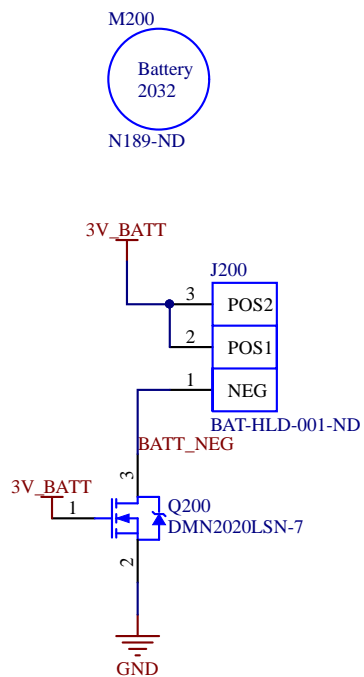 M200
Battery
2032
N189-ND
3V_BATT
J200
3
POS2
2
POS1
1
NEG
BAT-HLD-001-ND
BATT_NEG
3
3V_BATT
1
Q200
DMN2020LSN-7
2
GND